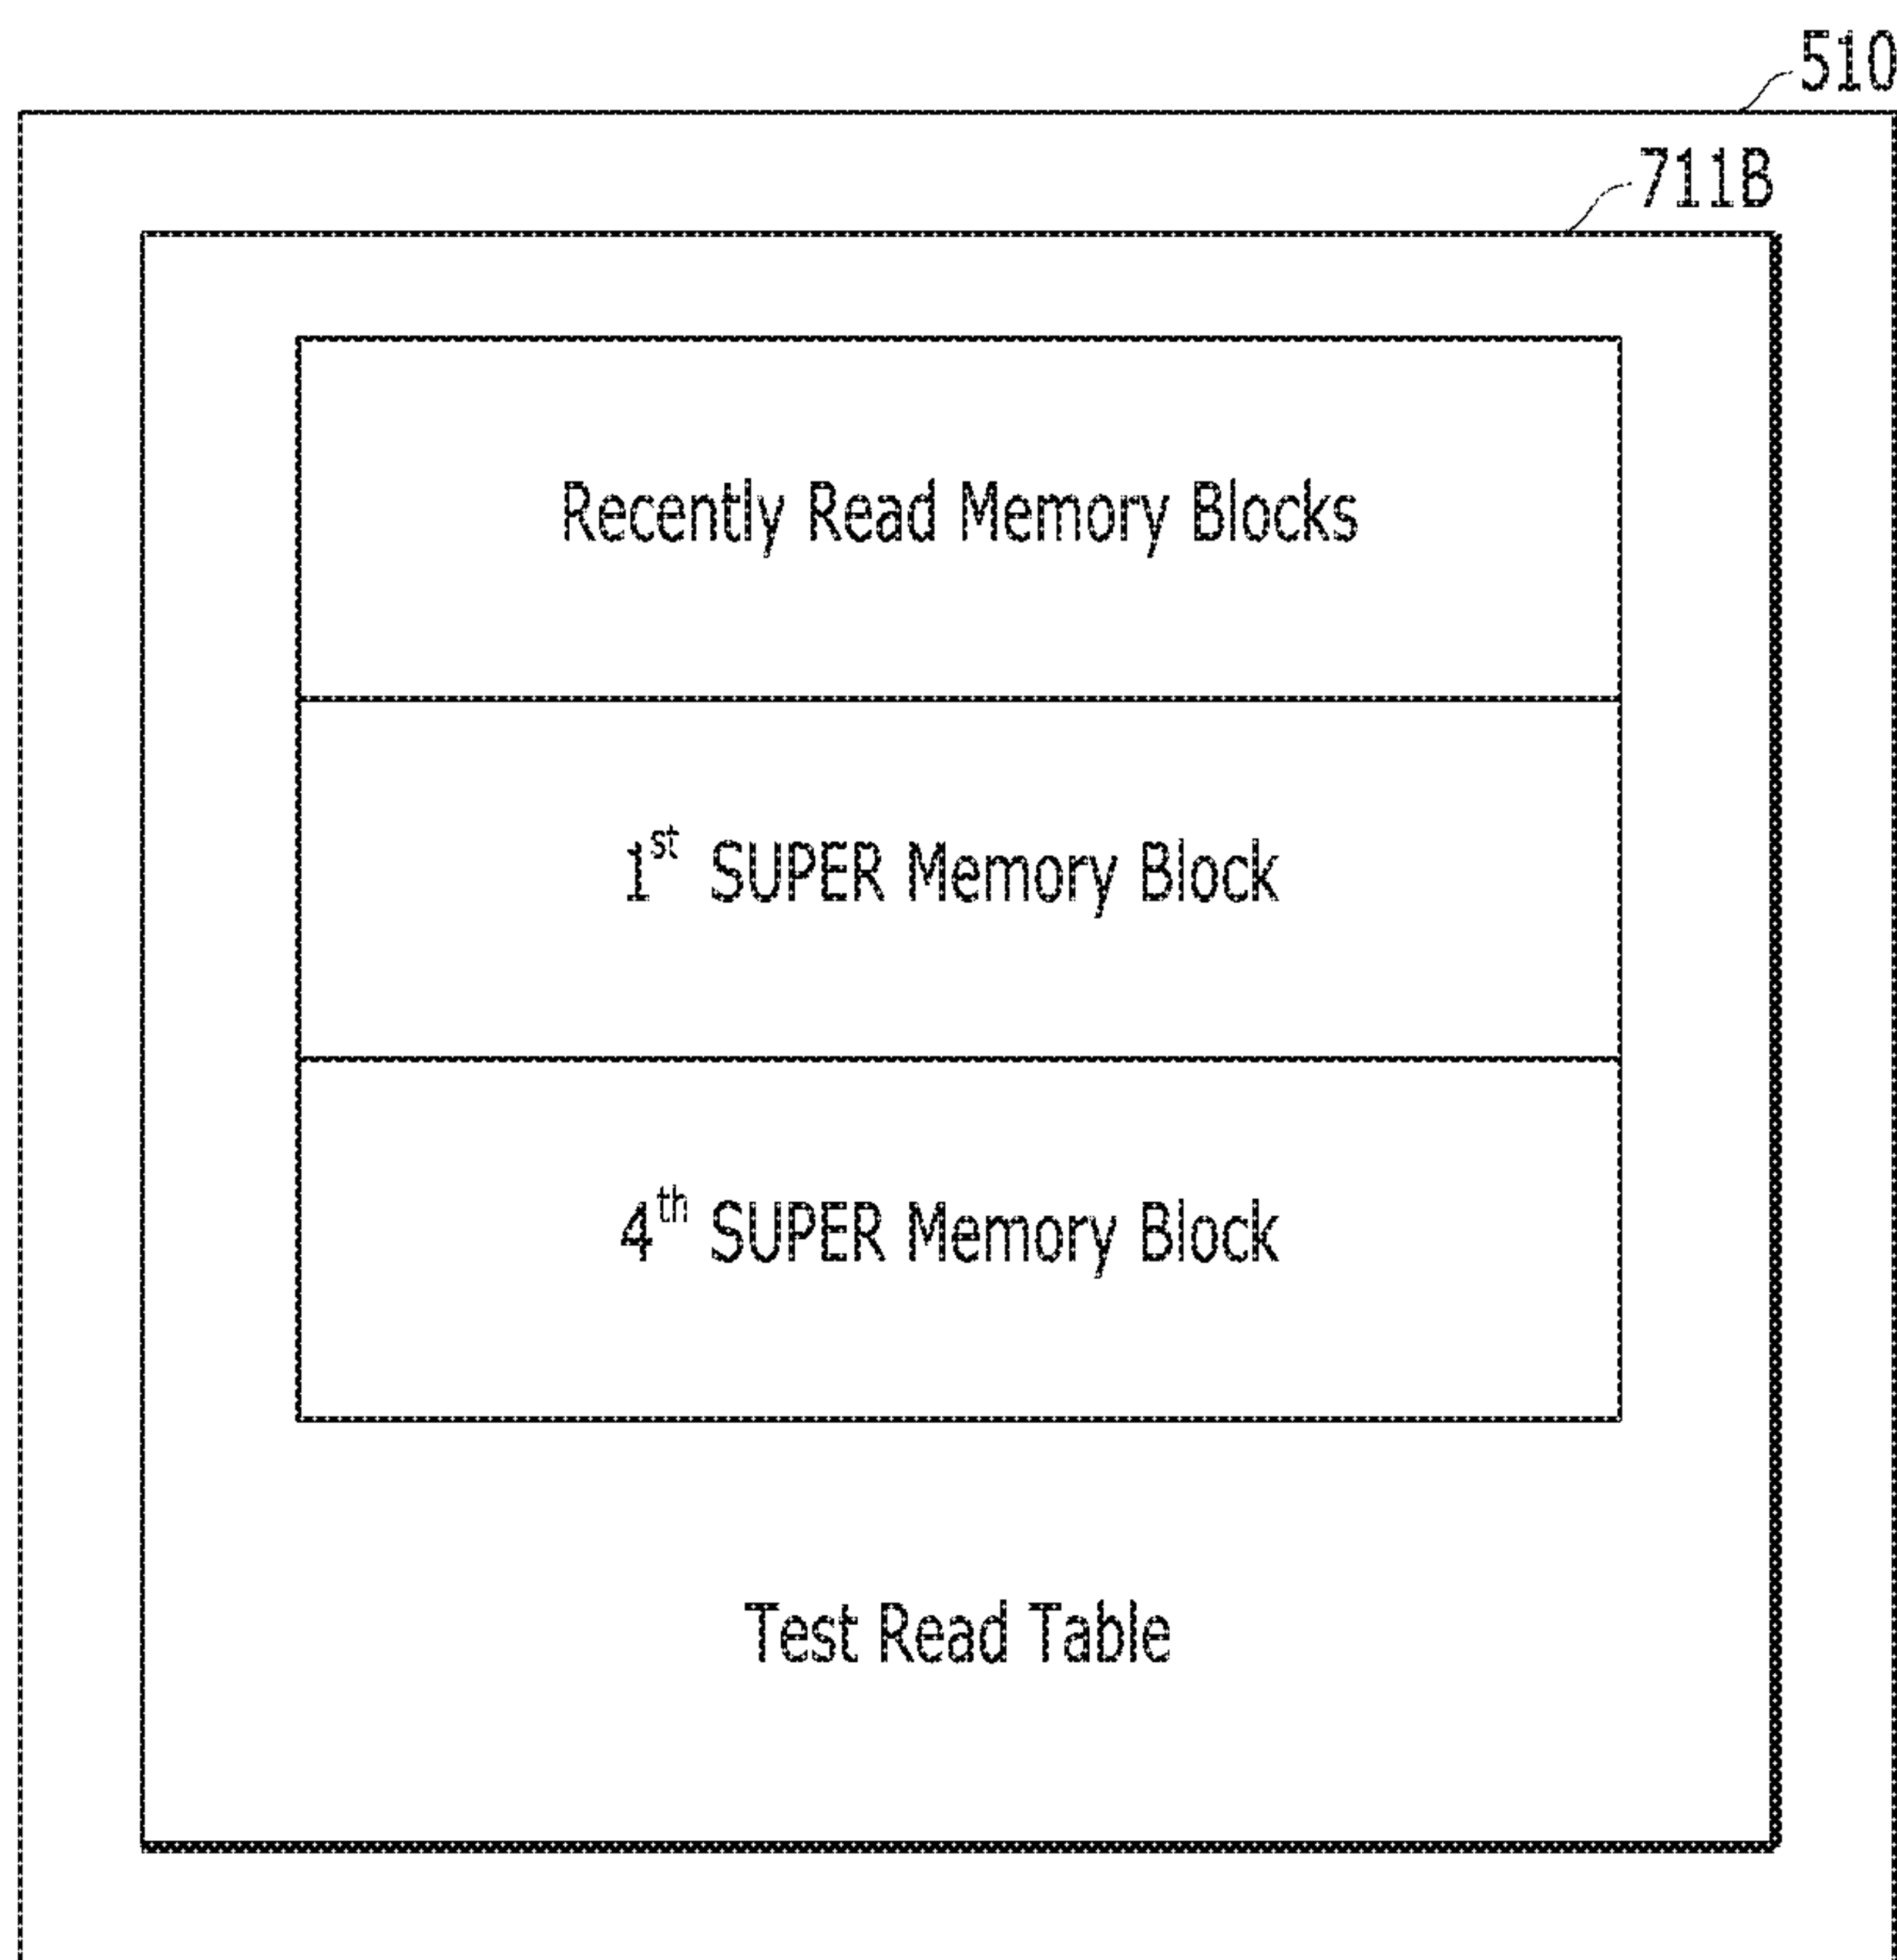 510
711B
Recently Read Memory Blocks
1st SUPER Memory Block
4th SUPER Memory Block
Test Read Table